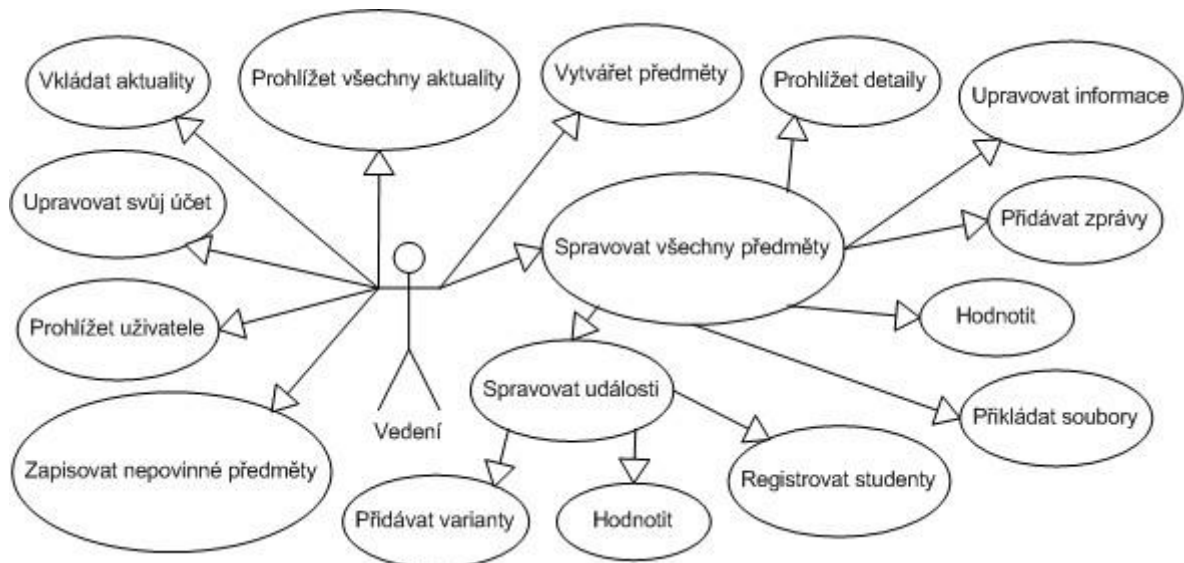 Vkládat aktuality
Prohlížet všechny aktuality
Vytvářet předměty
Prohlížet detaily
Upravovat informace
Upravovat svůj účet
Spravovat všechny předměty
Přidávat zprávy
Prohlížet uživatele
Hodnotit
Spravovat události
Přikládat soubory
Vedení
Zapisovat nepovinné předměty
Registrovat studenty
Přidávat varianty
Hodnotit